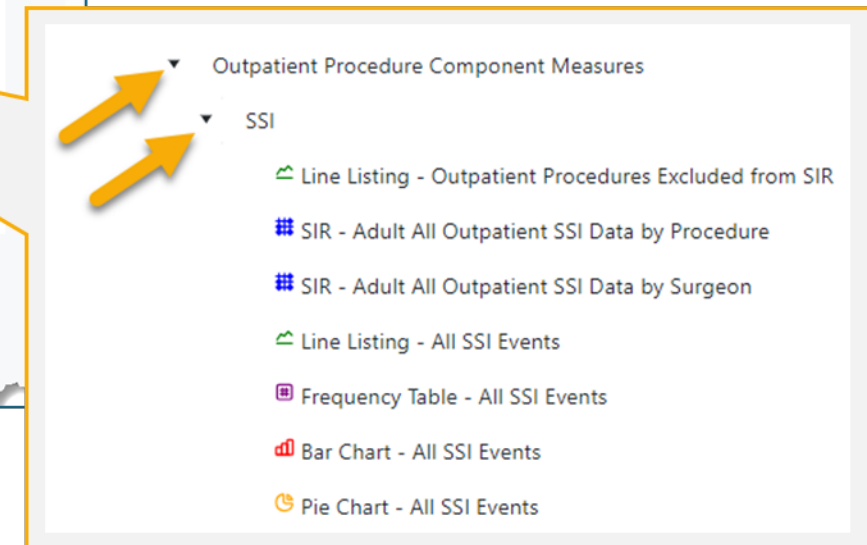 Outpatient Procedure Component Measures
SSI
Line Listing - Outpatient Procedures Excluded from SIR
SIR - Adult All Outpatient SSI Data by Procedure
SIR - Adult All Outpatient SSI Data by Surgeon
Line Listing - All SSI Events
Frequency Table - All SSI Events
Bar Chart - All SSI Events
Pie Chart - All SSI Events